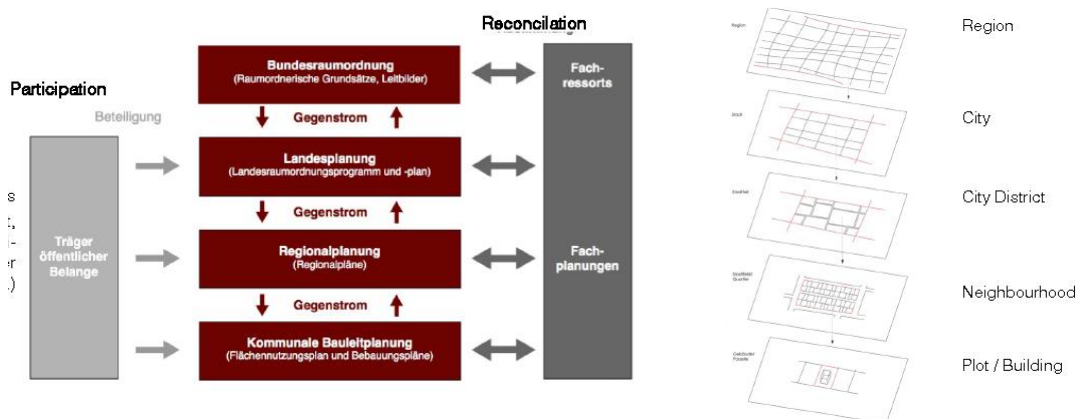 Reconcilation
Participation
Beteiligung
s
er
Träger
öffentlicher
Belange
Bundesraumordnung
(Raumordnerische Grundsätze, Leitbilder)
Gegenstrom
Landesplanung
(Landesraumordnungsprogramm und -plan)
Gegenstrom
Regionalplanung
(Regionalpläne)
Gegenstrom
Kommunale Bauleitplanung
(Flächennutzungsplan und Bebauungspläne)
Fach-
ressorts
Fach-
planungen
Region
Region
Stadt
City
Stadtteil
City District
Quartier
Neighbourhood
Plot / Building